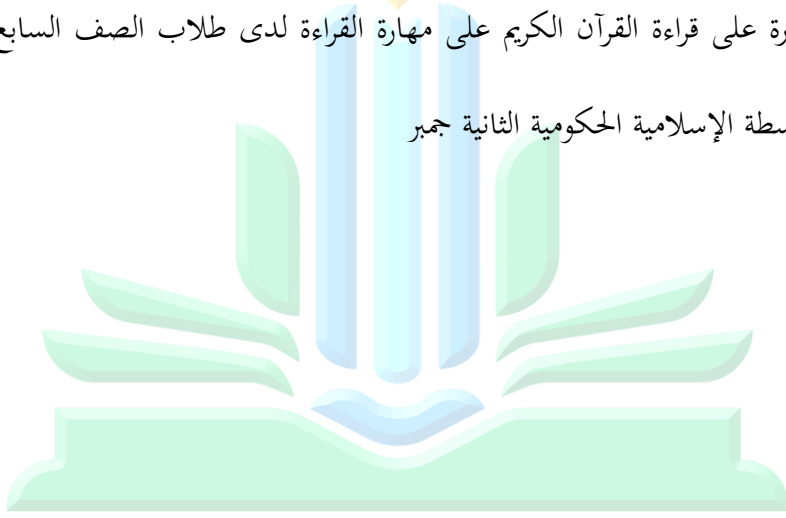 رة على قراءة القرآن الكريم على مهارة القراءة لدى طلاب الصف السابع
سطة الإسلامية الحكومية الثانية جمبر